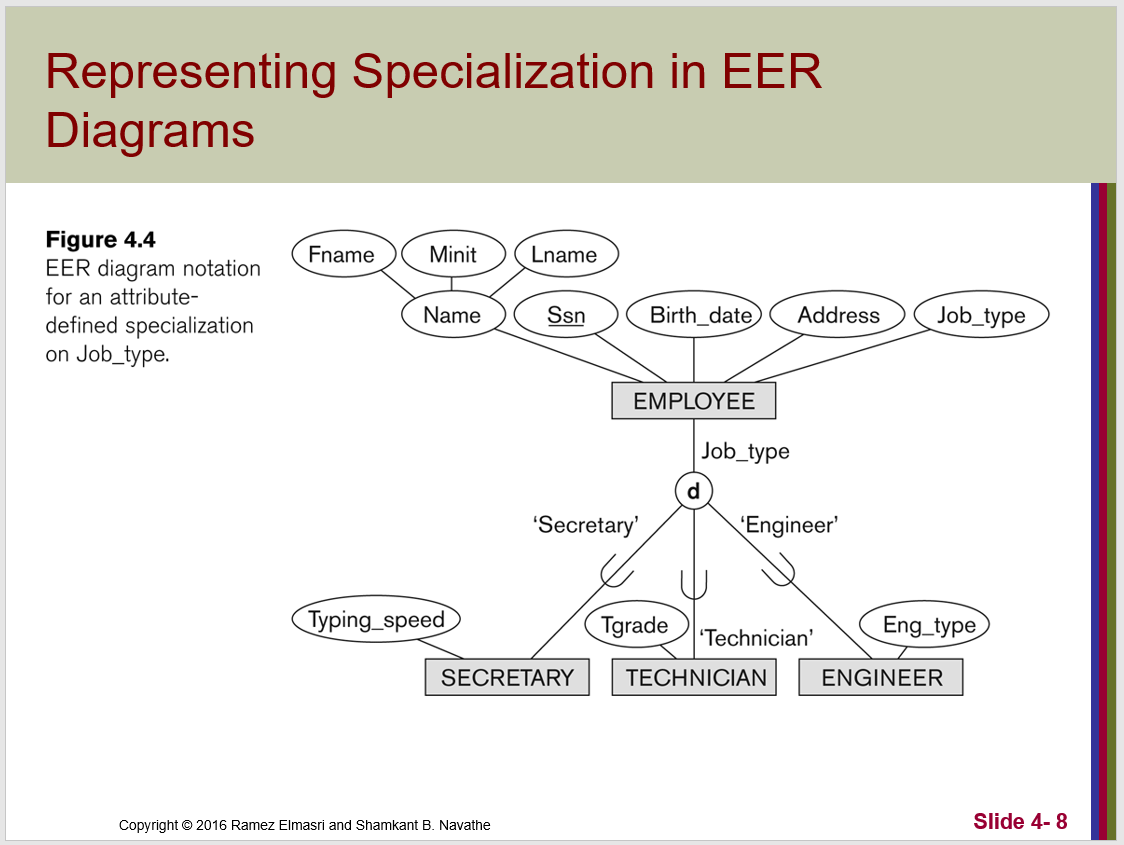 Representing Specialization in EER
Diagrams
Figure 4.4
EER diagram notation
for an attribute-
defined specialization
on Job_type.
Fname
Minit
Lname
Name
Ssn
Birth_date
Address
Job_type
EMPLOYEE
Job_type
d
‘Secretary’
‘Engineer’
Typing_speed
Tgrade
‘Technician’
Eng_type
SECRETARY
TECHNICIAN
ENGINEER
Copyright © 2016 Ramez Elmasri and Shamkant B. Navathe
Slide 4- 8